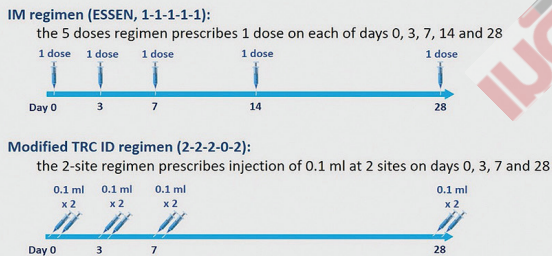 IM regimen (ESSEN, 1-1-1-1-1):
the 5 doses regimen prescribes 1 dose on each of days 0, 3, 7, 14 and 28
1 dose 1 dose 1 dose 1 dose 1 dose
Day 0 3 7 14 28
Modified TRC ID regimen (2-2-2-0-2):
the 2-site regimen prescribes injection of 0.1 ml at 2 sites on days 0, 3, 7 and 28
0.1 ml 0.1 ml 0.1 ml 0.1 ml
x 2 x 2 x 2 x 2
Day 0 3 7 28